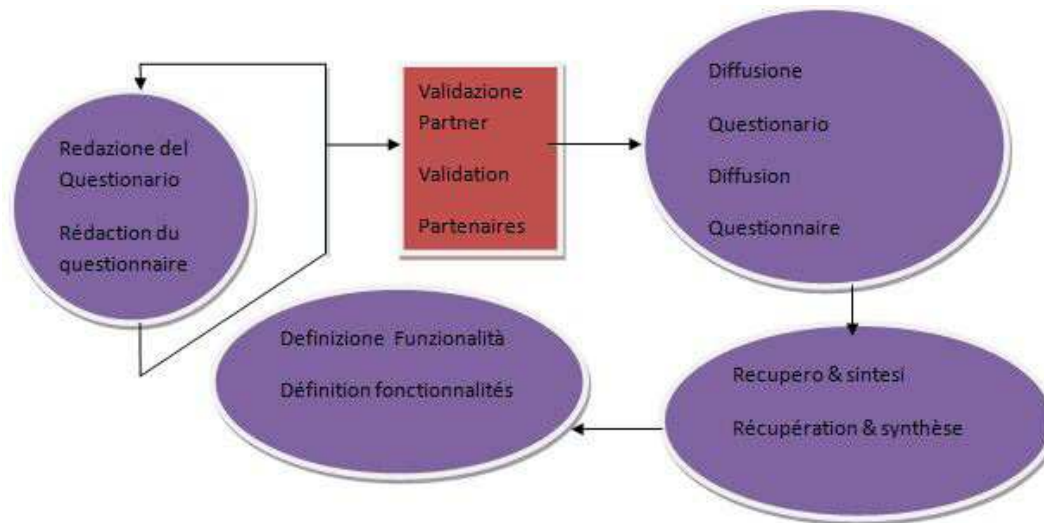 Redazione del
Questionario
Rédaction du
questionnaire
Validazione
Partner
Validation
Partenaires
Diffusione
Questionario
Diffusion
Questionnaire
Recupero & sintesi
Récupération & synthèse
Definizione Funzionalità
Définition fonctionnalités